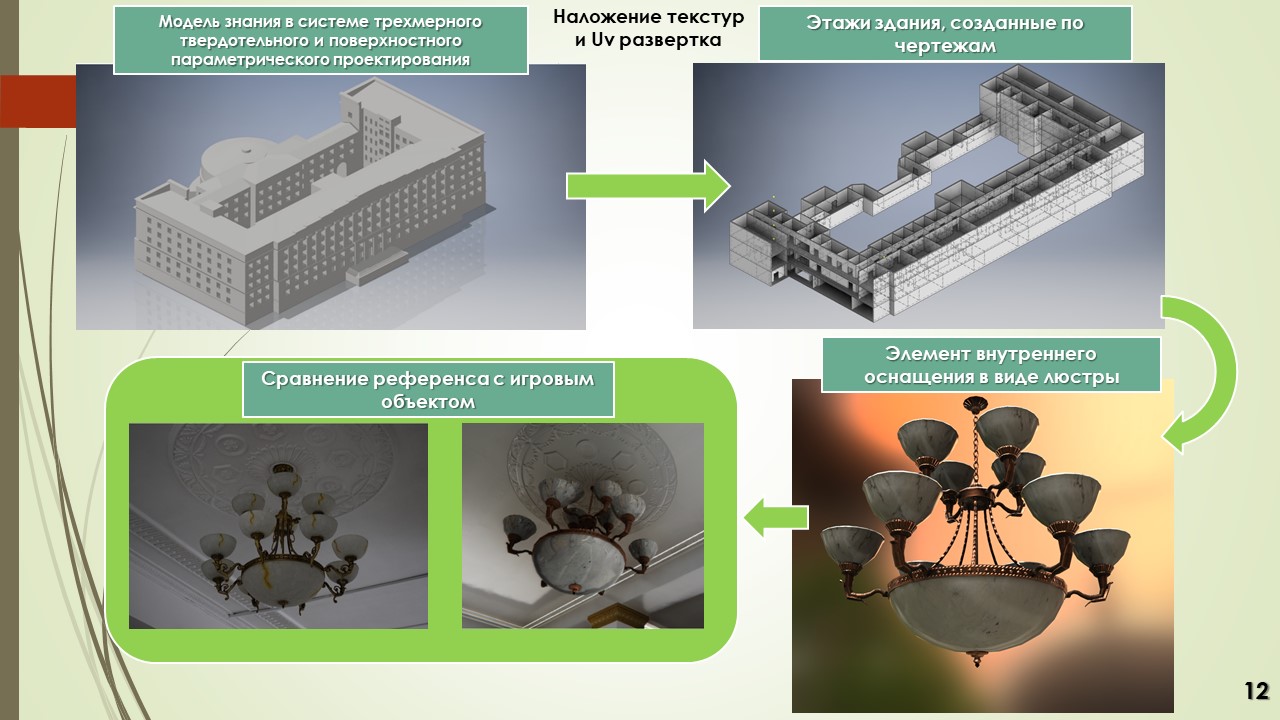 Модель знания в системе трехмерного
твердотельного и поверхностного
параметрического проектирования
Наложение текстур
и Uv развертка
Этажи здания, созданные по
чертежам
Элемент внутреннего
оснащения в виде люстры
Сравнение референса с игровым
объектом
12